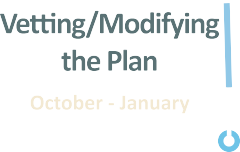 Vetting/Modifying
the Plan
October - January